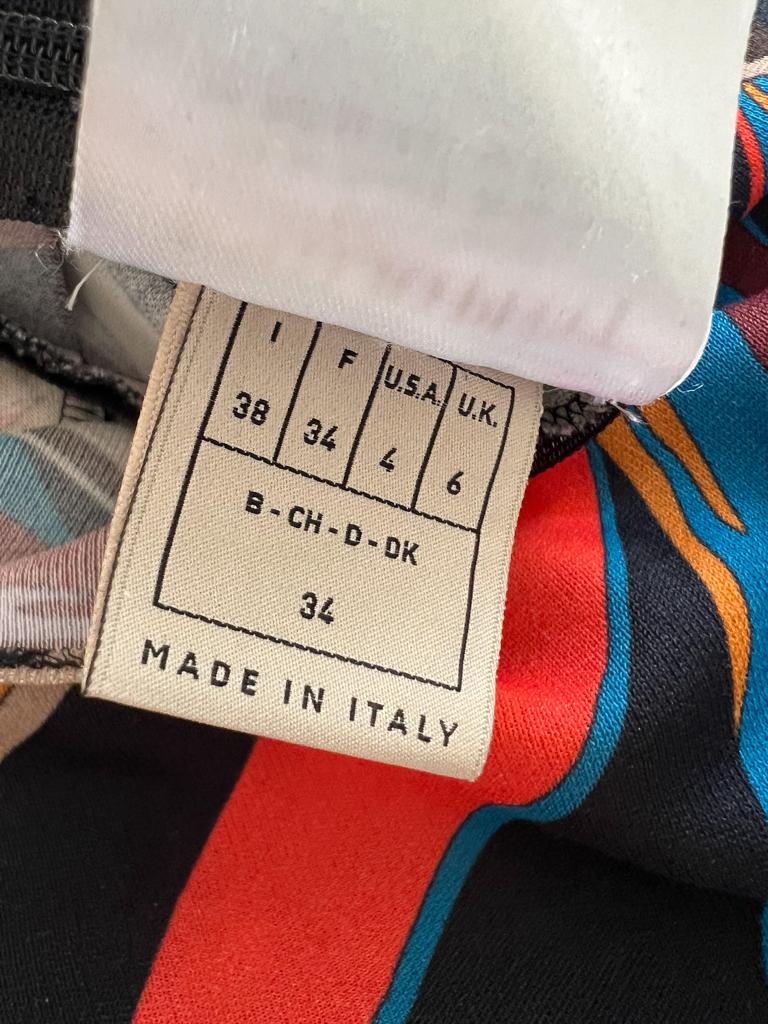 I F U.S.A. U.K.
38 34 4 6
B-CH-D-DK
34
MADE IN ITALY